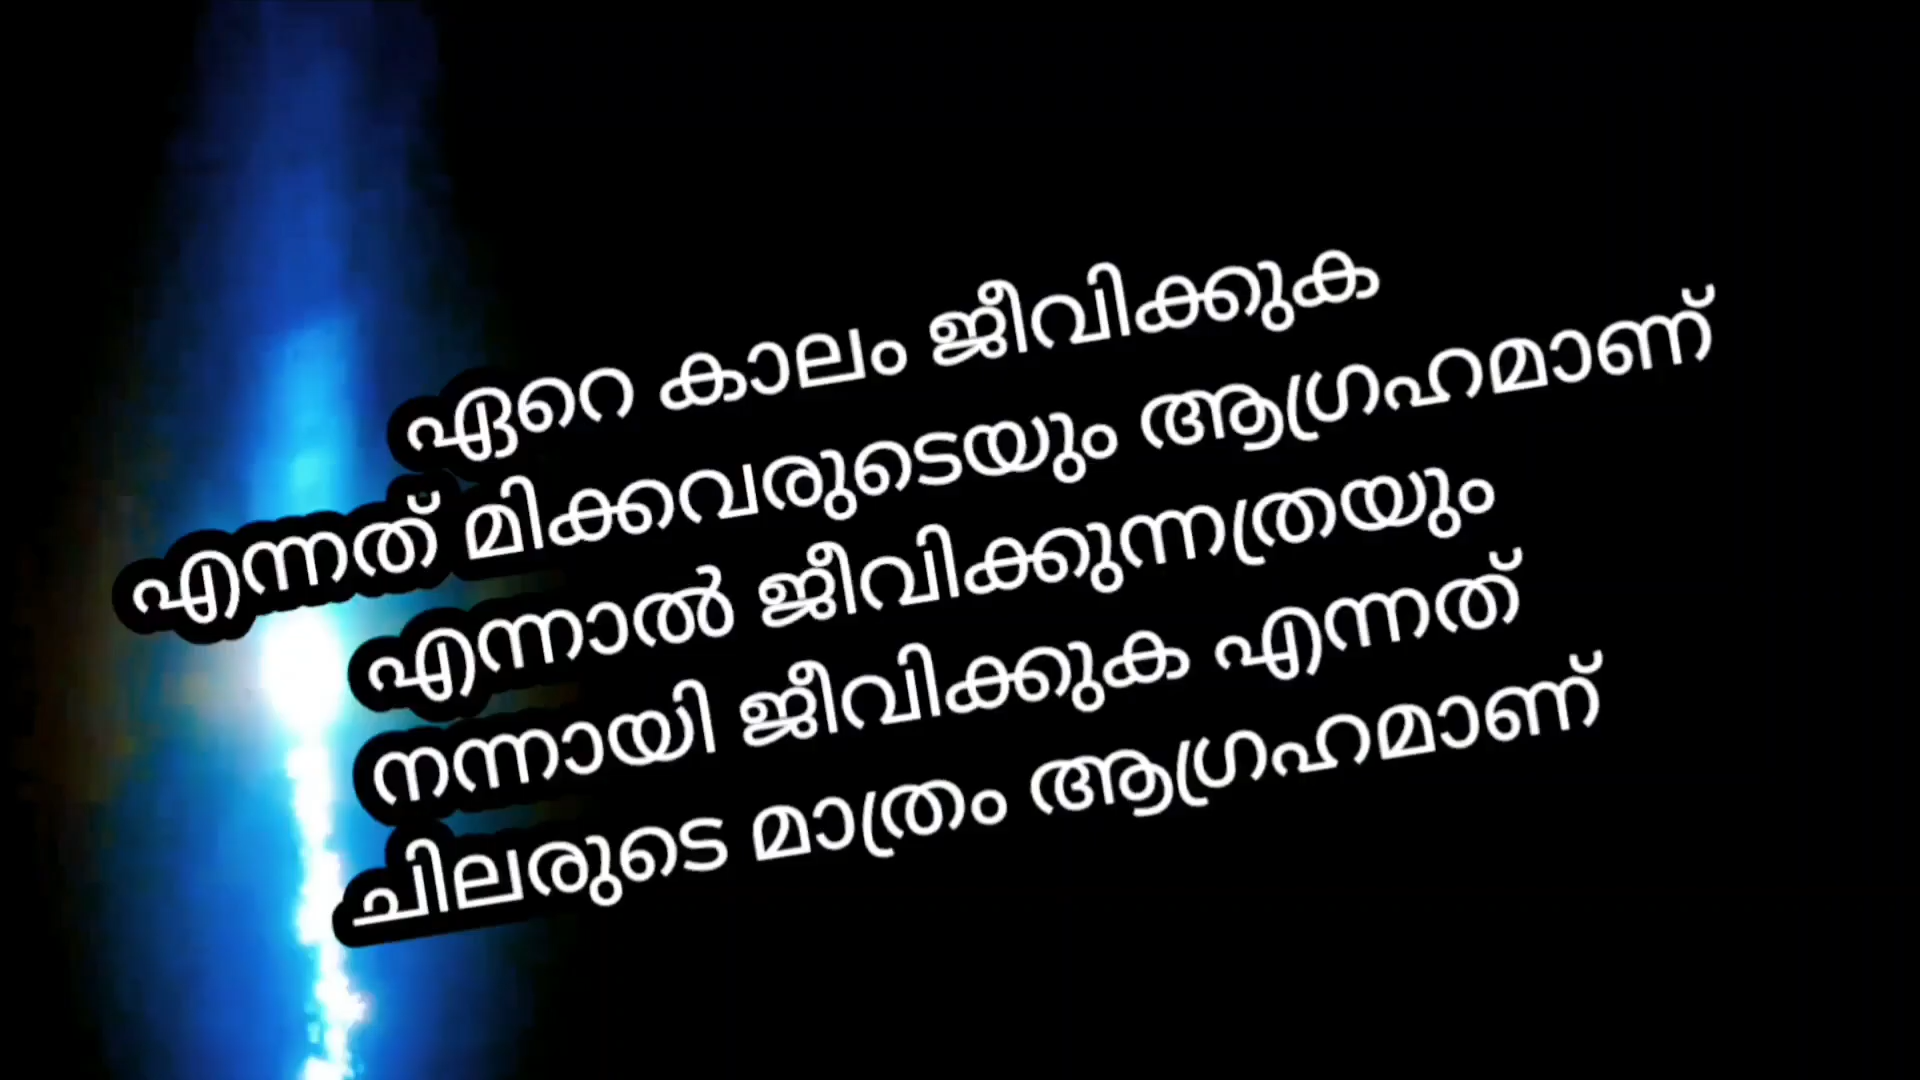 ഏറെ കാലം ജീവിക്കുക
എന്നത് മിക്കവരുടെയും ആഗ്രഹമാണ്
എന്നാൽ ജീവിക്കുന്നത്രയും
നന്നായി ജീവിക്കുക എന്നത്
ചിലരുടെ മാത്രം ആഗ്രഹമാണ്